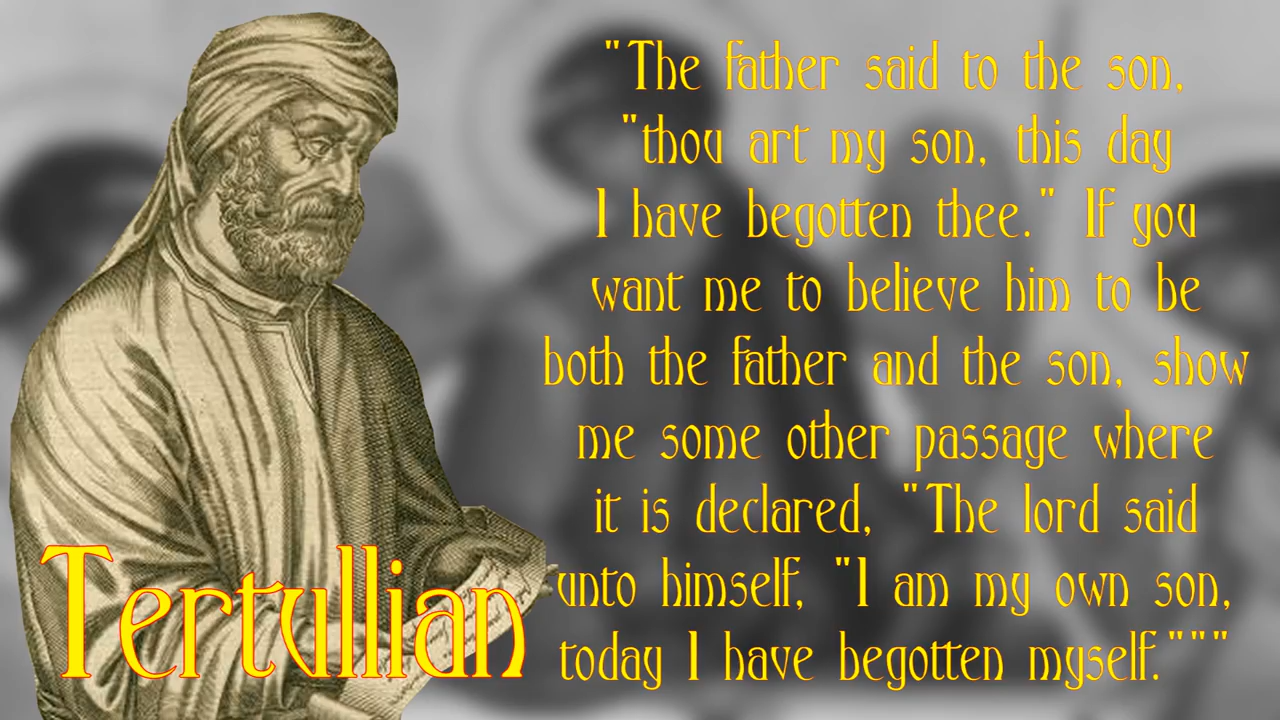 "The father said to the son,
"thou art my son, this day
I have begotten thee." If you
want me to believe him to be
both the father and the son, show
me some other passage where
it is declared, "The lord said
unto himself, "I am my own son,
today I have begotten myself."""
Tertullian